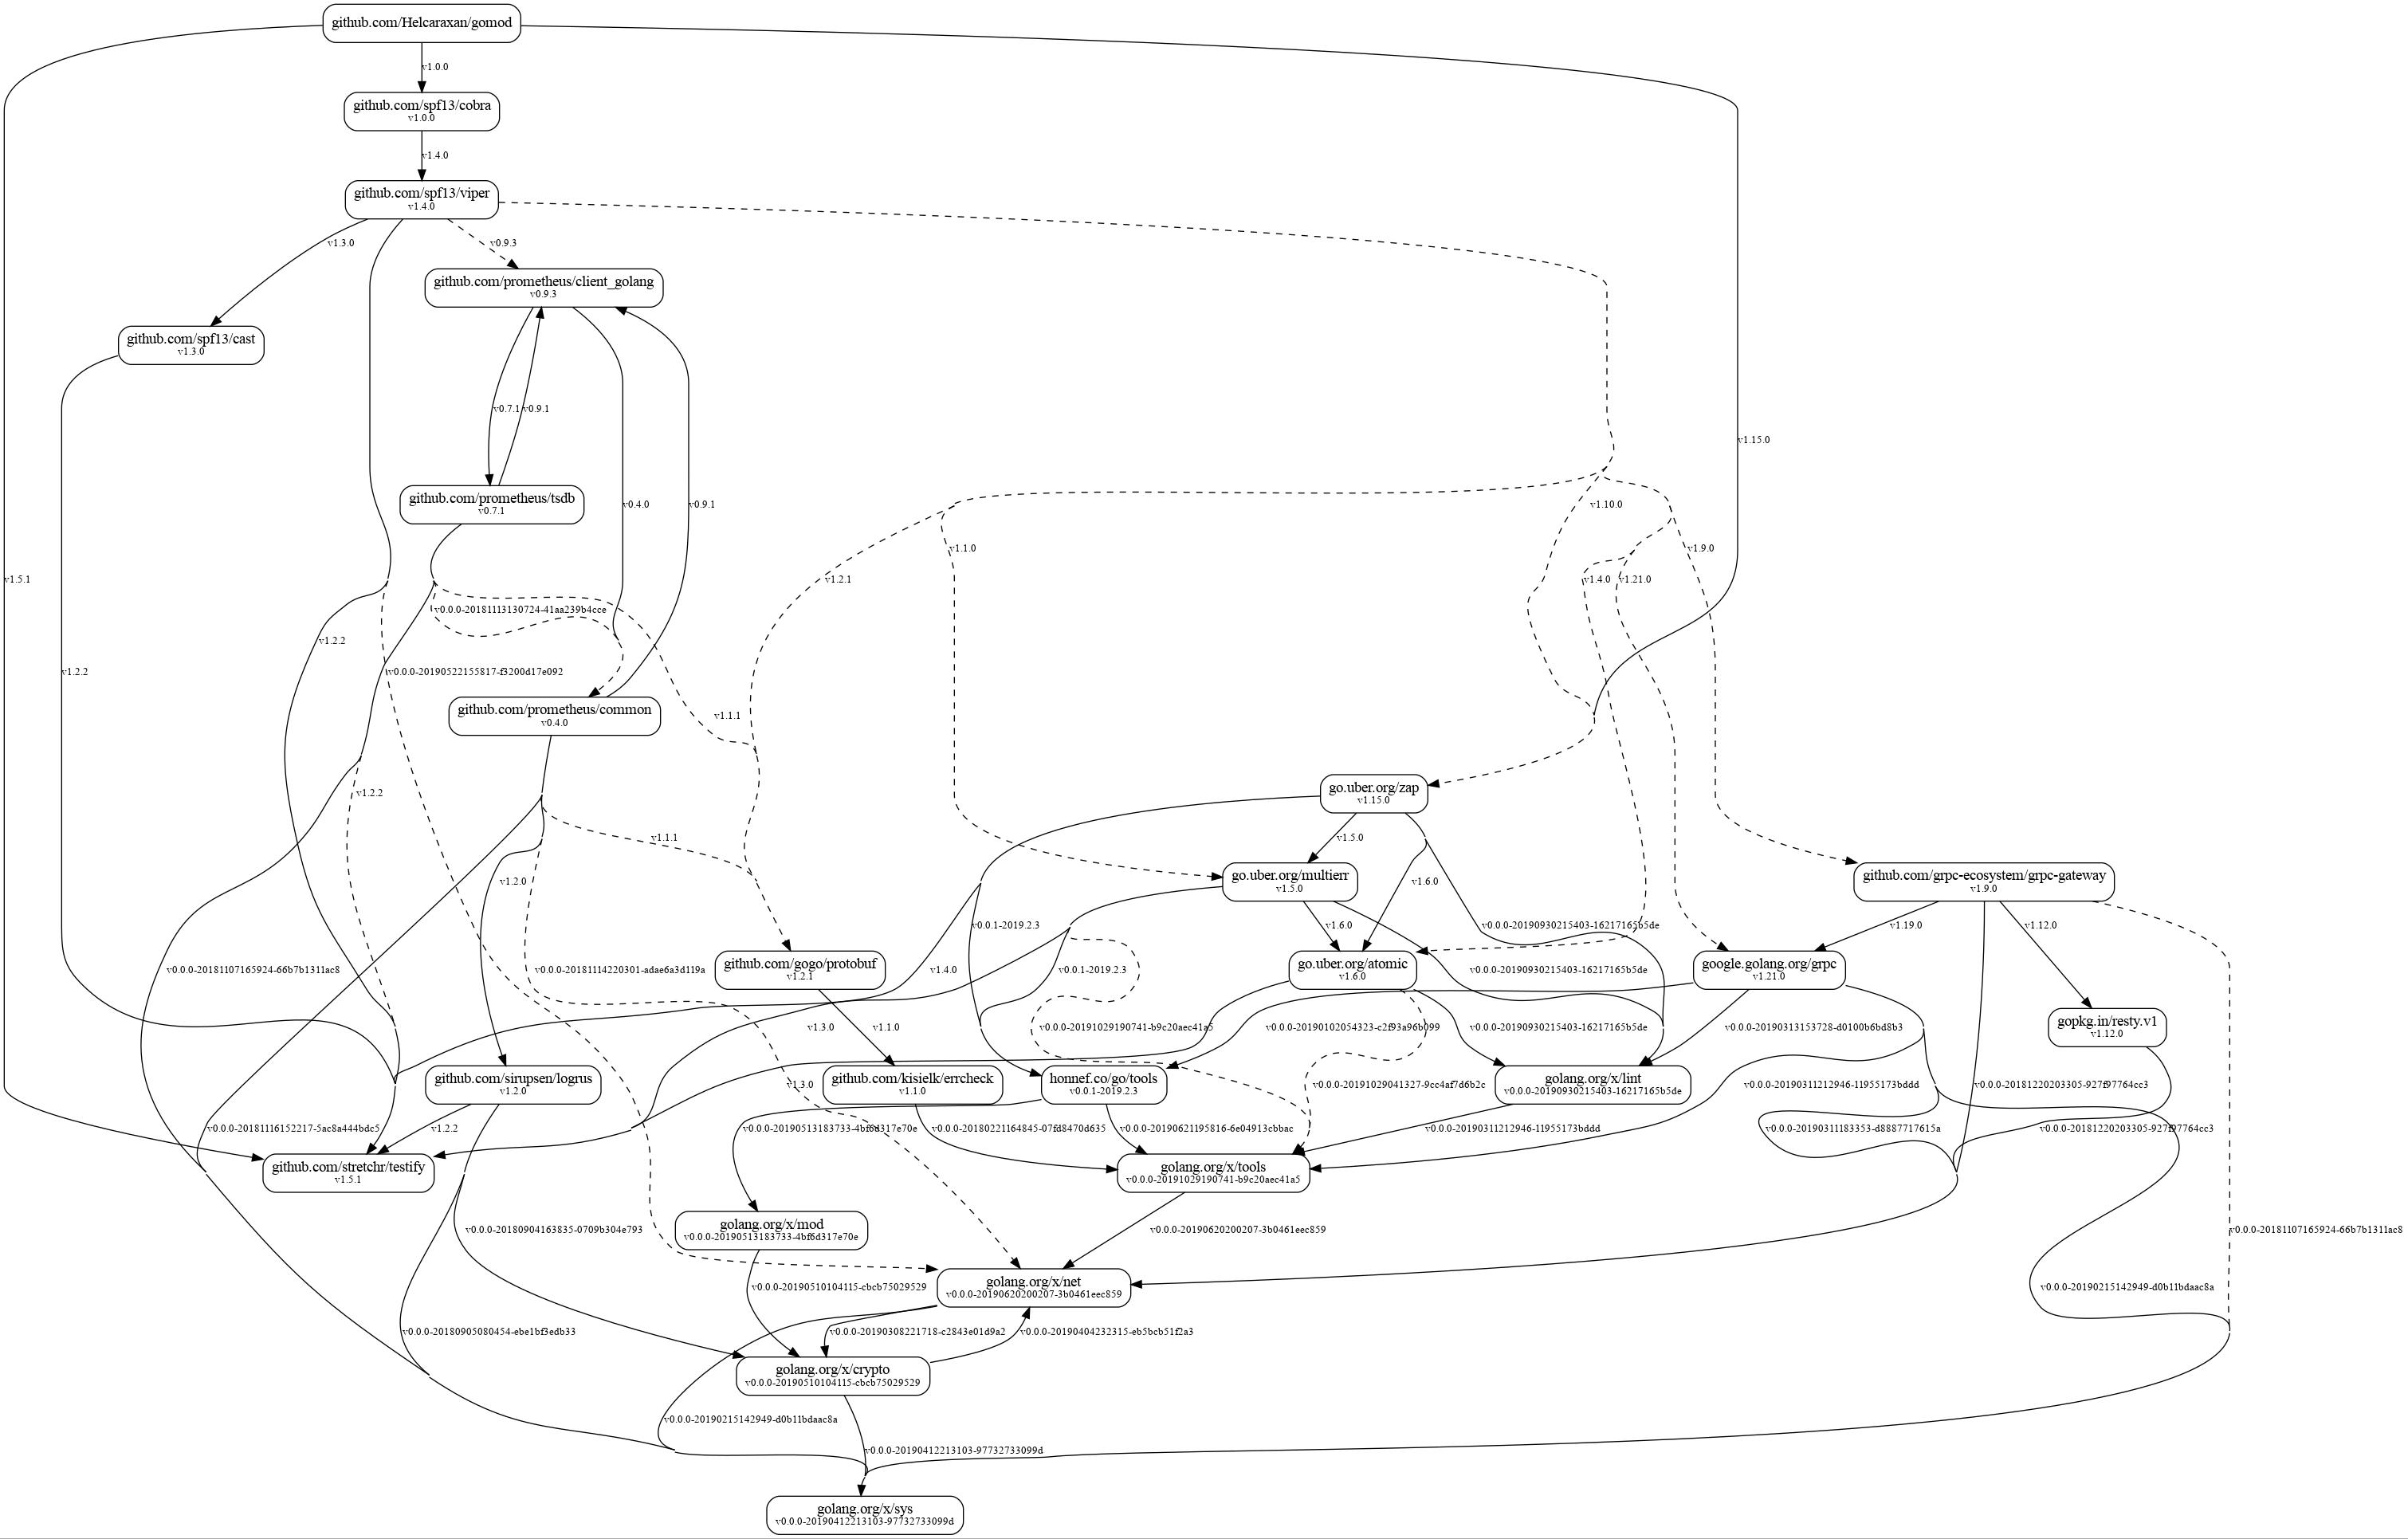 github.com/Helcaraxan/gomod
v1.0.0
github.com/spf13/cobra
v1.0.0
v1.4.0
github.com/spf13/viper
v1.4.0
v1.3.0
v0.9.3
github.com/prometheus/client_golang
v0.9.3
github.com/spf13/cast
v1.3.0
v0.7.1
v0.9.1
v1.15.0
github.com/prometheus/tsdb
v0.7.1
v0.4.0
v0.9.1
v1.10.0
v1.1.0
v1.9.0
v1.5.1
v1.2.1
v1.4.0
v1.21.0
v0.0.0-20181113130724-41aa239b4cce
v1.2.2
v1.2.2
v0.0.0-20190522155817-f3200d17e092
github.com/prometheus/common
v0.4.0
v1.1.1
v1.2.2
go.uber.org/zap
v1.15.0
v1.1.1
v1.5.0
v1.2.0
go.uber.org/multierr
v1.5.0
v1.6.0
github.com/grpc-ecosystem/grpc-gateway
v1.9.0
v0.0.1-2019.2.3
v1.6.0
v0.0.0-20190930215403-16217165b5de
v1.19.0
v1.12.0
v0.0.0-20181107165924-66b7b1311ac8
v0.0.0-20181114220301-adae6a3d119a
github.com/gogo/protobuf
v1.2.1
v1.4.0
v0.0.1-2019.2.3
go.uber.org/atomic
v1.6.0
v0.0.0-20190930215403-16217165b5de
google.golang.org/grpc
v1.21.0
v1.1.0
v1.3.0
v0.0.0-20191029190741-b9c20aec41a5
v0.0.0-20190102054323-c2f93a96b099
v0.0.0-20190930215403-16217165b5de
v0.0.0-20190313153728-d0100b6bd8b3
gopkg.in/resty.v1
v1.12.0
github.com/sirupsen/logrus
v1.2.0
v1.3.0
github.com/kisielk/errcheck
v1.1.0
honnef.co/go/tools
v0.0.1-2019.2.3
v0.0.0-20191029041327-9cc4af7d6b2c
golang.org/x/lint
v0.0.0-20190930215403-16217165b5de
v0.0.0-20190311212946-11955173bddd
v0.0.0-20181220203305-927f97764cc3
v0.0.0-20181116152217-5ac8a444bdc5
v1.2.2
v0.0.0-20190513183733-4bf6d317e70e
v0.0.0-20180221164845-07fd8470d635
v0.0.0-20190621195816-6e04913cbbac
v0.0.0-20190311212946-11955173bddd
v0.0.0-20190311183353-d8887717615a
v0.0.0-20181220203305-927f97764cc3
github.com/stretchr/testify
v1.5.1
golang.org/x/tools
v0.0.0-20191029190741-b9c20aec41a5
v0.0.0-20180904163835-0709b304e793
golang.org/x/mod
v0.0.0-20190513183733-4bf6d317e70e
v0.0.0-20190620200207-3b0461eec859
v0.0.0-20181107165924-66b7b1311ac8
v0.0.0-20190510104115-cbcb75029529
golang.org/x/net
v0.0.0-20190620200207-3b0461eec859
v0.0.0-20190215142949-d0b11bdaac8a
v0.0.0-20180905080454-ebe1bf3edb33
v0.0.0-20190308221718-c2843e01d9a2
v0.0.0-20190404232315-eb5bcb51f2a3
golang.org/x/crypto
v0.0.0-20190510104115-cbcb75029529
v0.0.0-20190215142949-d0b11bdaac8a
v0.0.0-20190412213103-97732733099d
golang.org/x/sys
v0.0.0-20190412213103-97732733099d